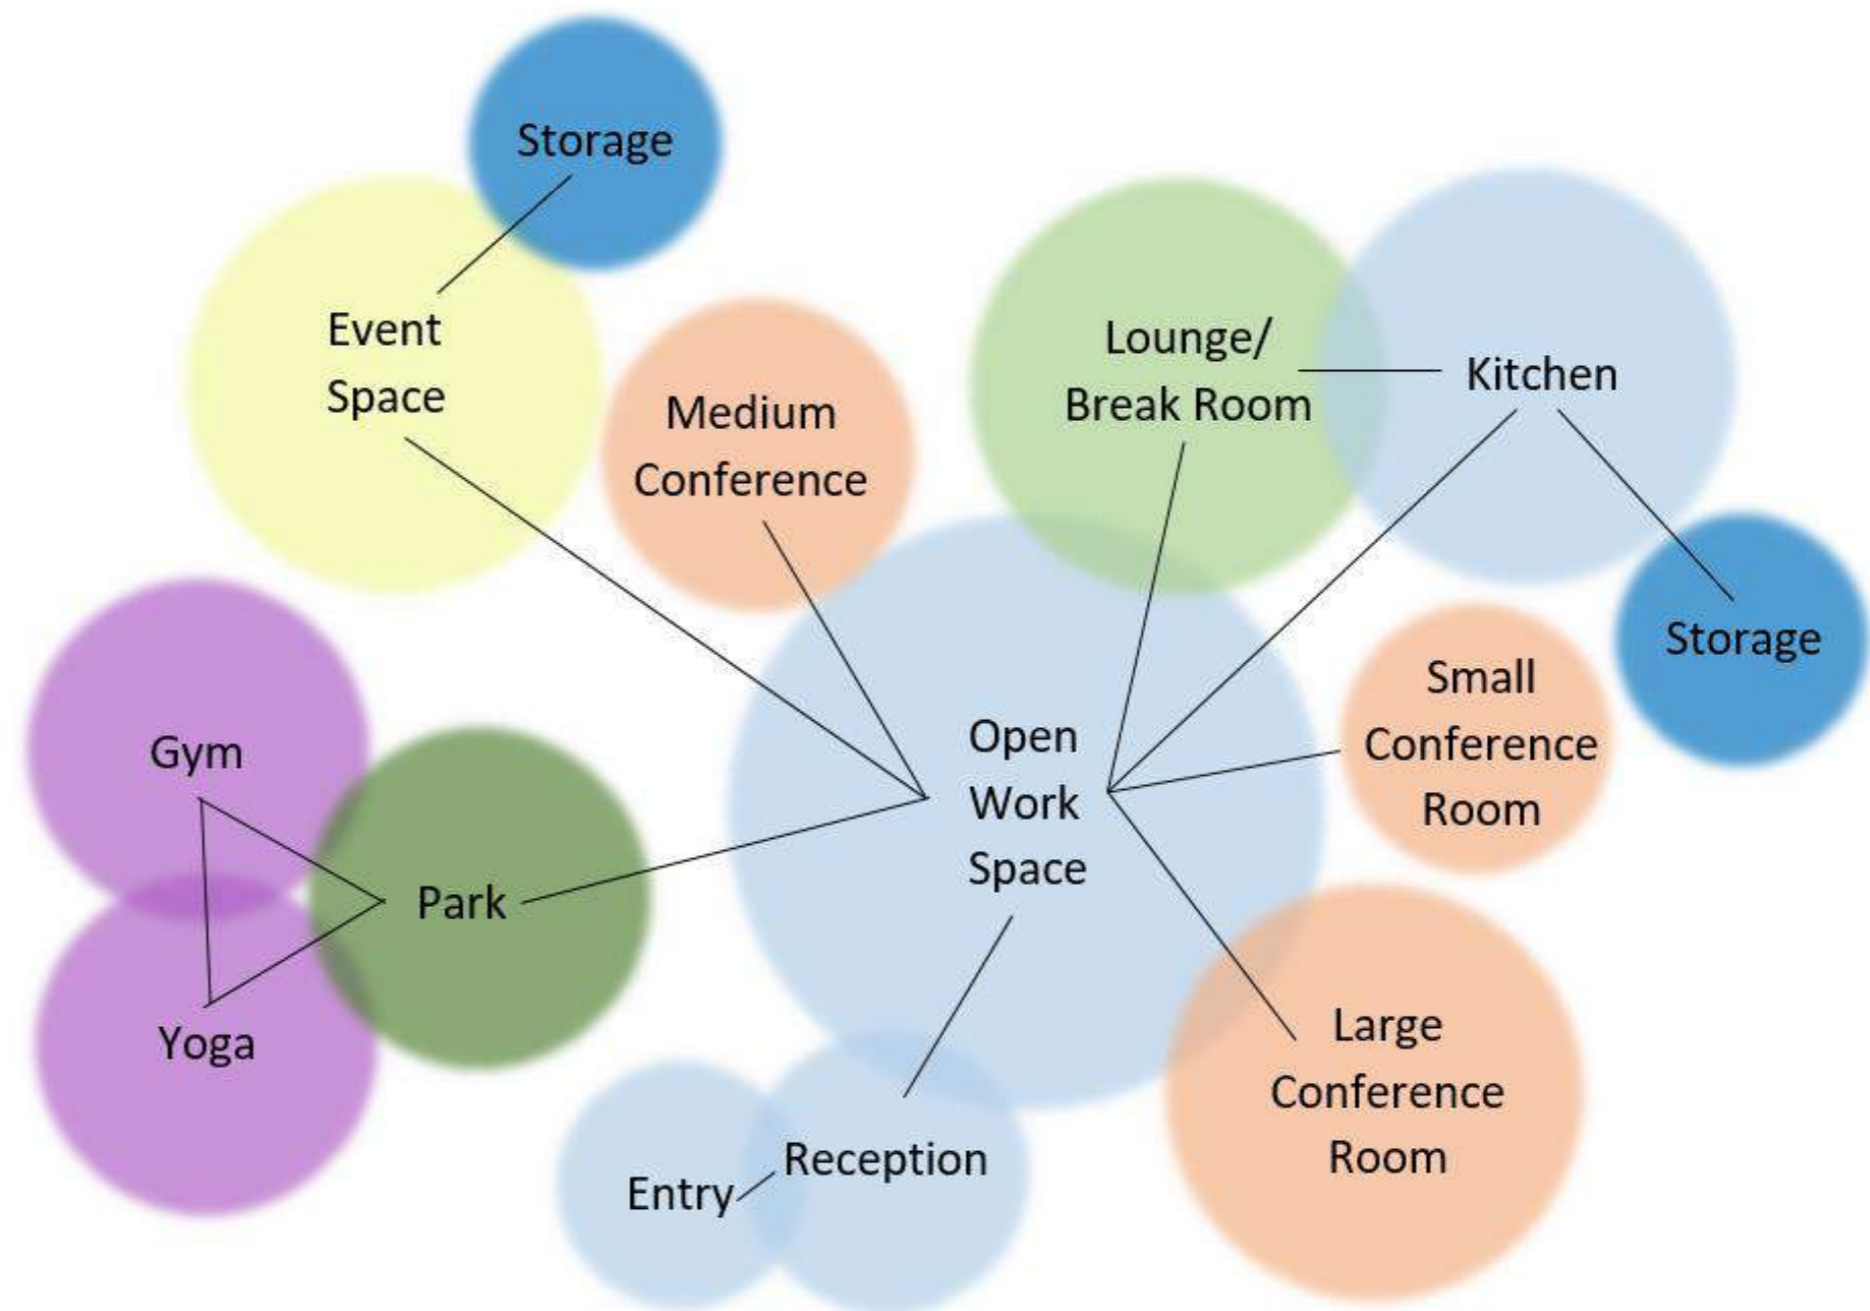 Storage
Event
Space
Medium
Conference
Lounge/
Break Room
Kitchen
Storage
Small
Conference
Room
Gym
Park
Yoga
Open
Work
Space
Large
Conference
Room
Entry
Reception